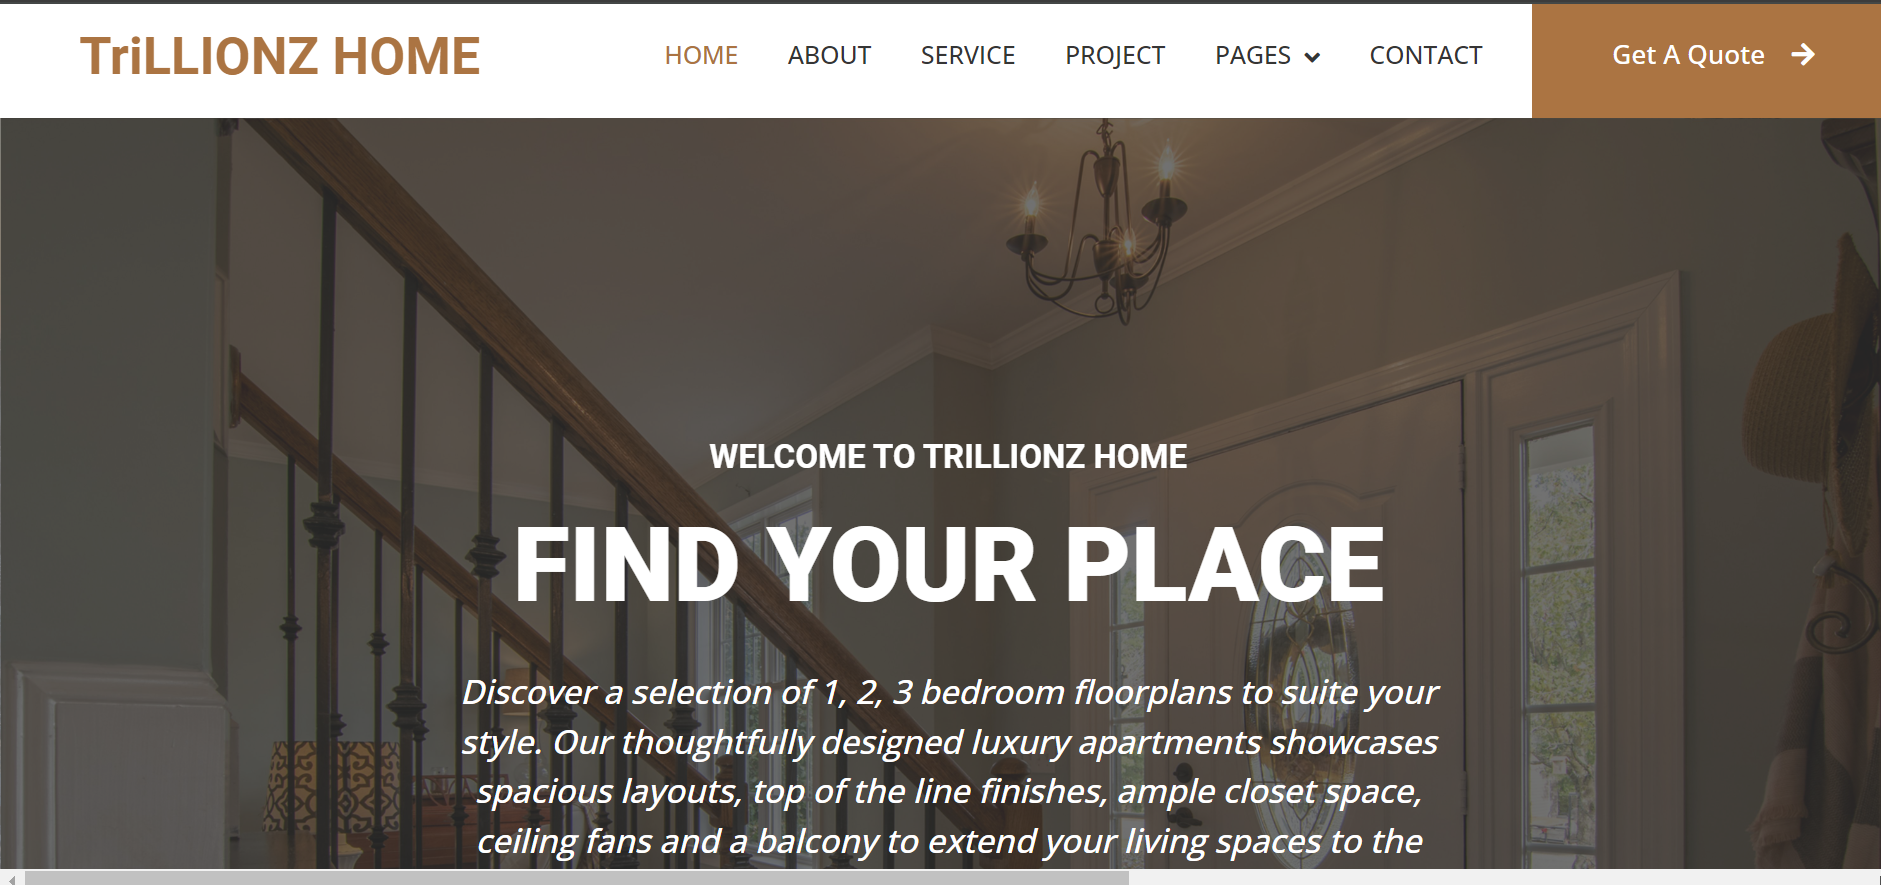 TriLLIONZ HOME
HOME ABOUT SERVICE PROJECT PAGES CONTACT
Get A Quote
WELCOME TO TRILLIONZ HOME
FIND YOUR PLACE
Discover a selection of 1, 2, 3 bedroom floorplans to suite your
style. Our thoughtfully designed luxury apartments showcases
spacious layouts, top of the line finishes, ample closet space,
ceiling fans and a balcony to extend your living spaces to the